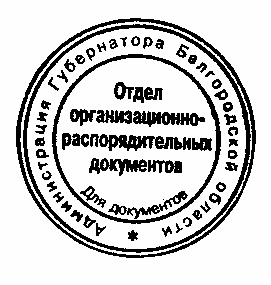 Администрация Губернатора Белгородской области
Отдел
организационно-
распорядительных
документов
Для документов